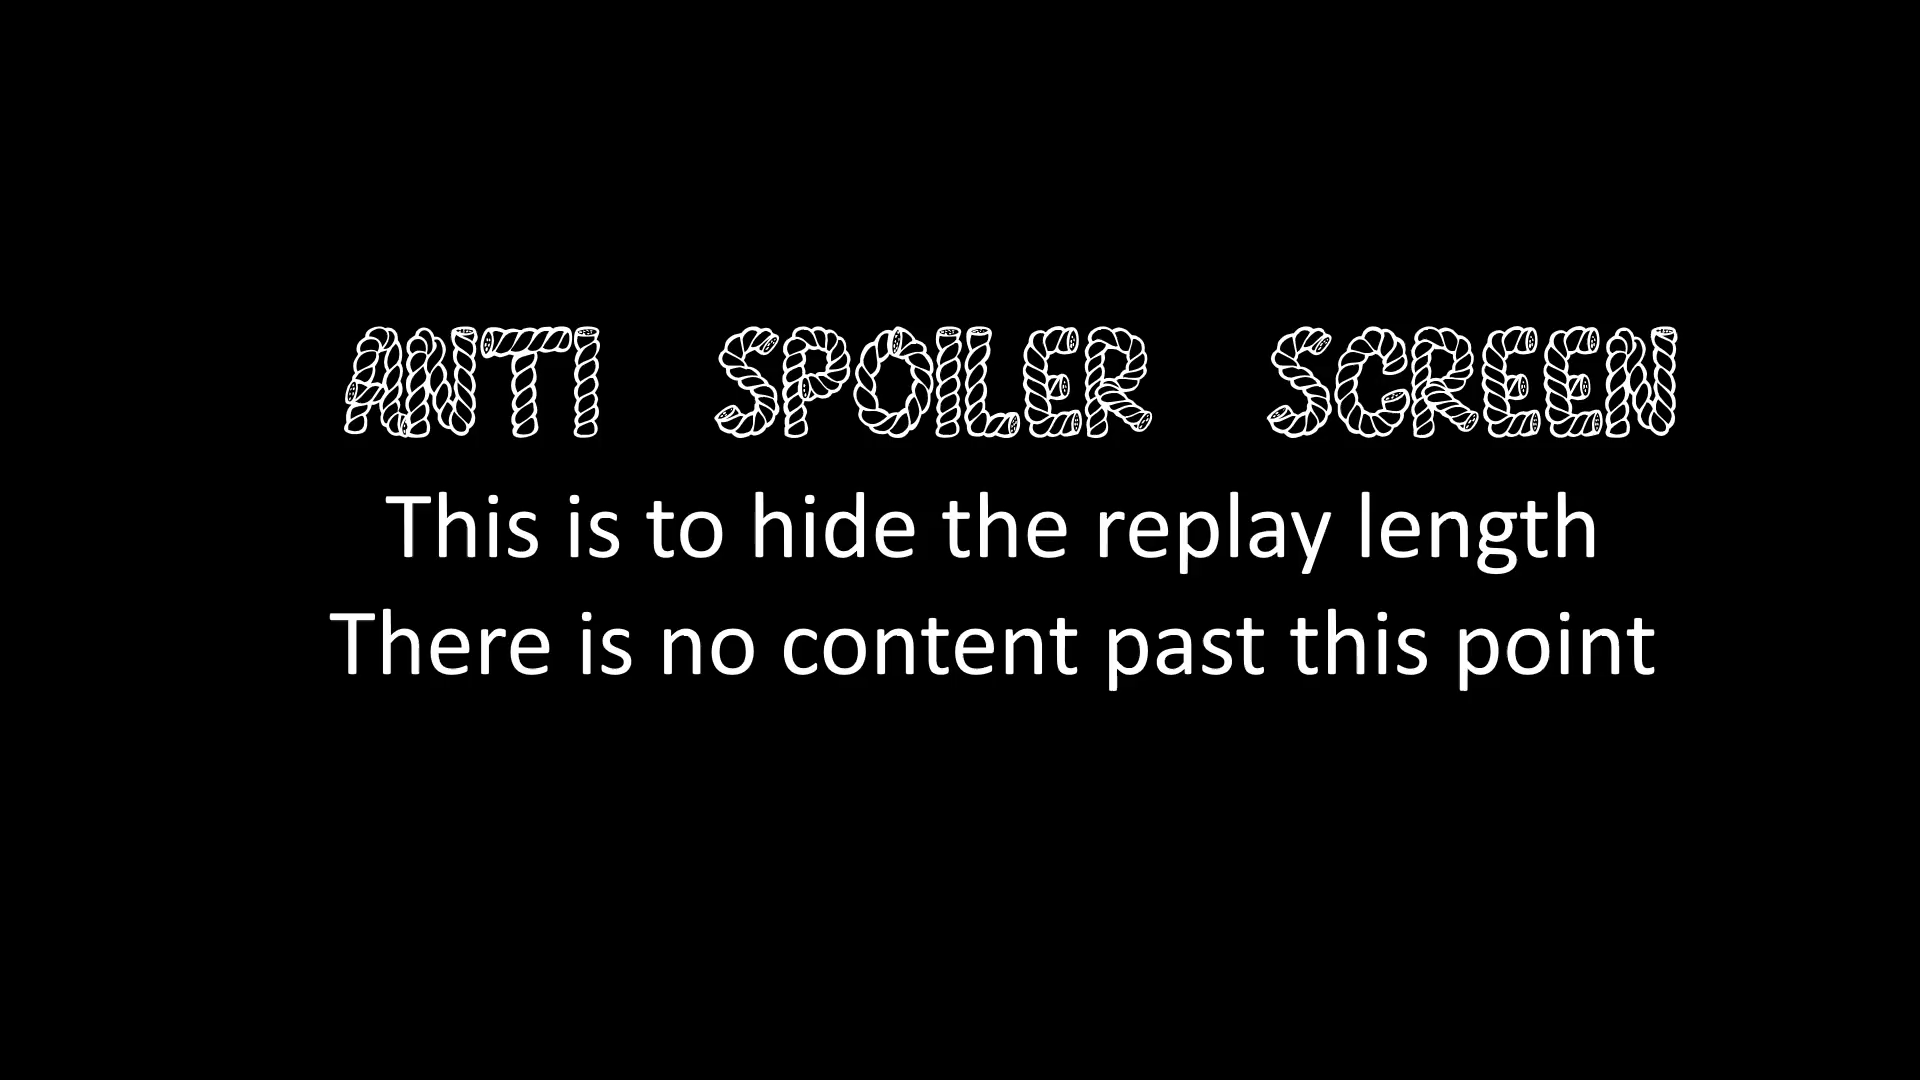 ANTI SPOILER SCREEN
This is to hide the replay length
There is no content past this point